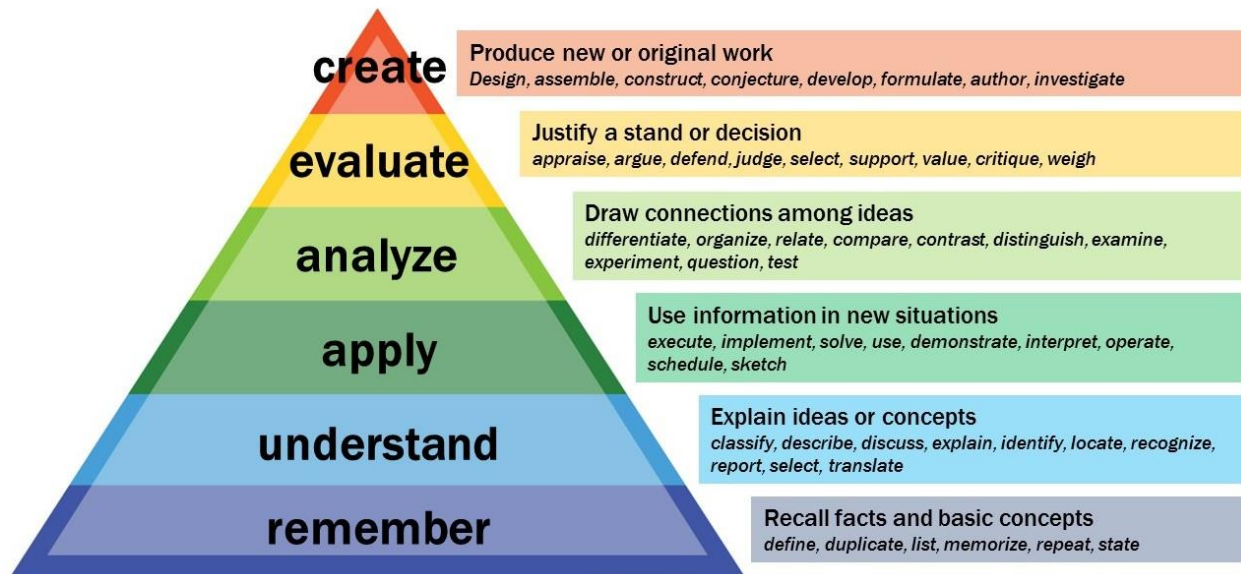 create
Produce new or original work
Design, assemble, construct, conjecture, develop, formulate, author, investigate
evaluate
Justify a stand or decision
appraise, argue, defend, judge, select, support, value, critique, weigh
analyze
Draw connections among ideas
differentiate, organize, relate, compare, contrast, distinguish, examine,
experiment, question, test
apply
Use information in new situations
execute, implement, solve, use, demonstrate, interpret, operate,
schedule, sketch
understand
Explain ideas or concepts
classify, describe, discuss, explain, identify, locate, recognize,
report, select, translate
remember
Recall facts and basic concepts
define, duplicate, list, memorize, repeat, state